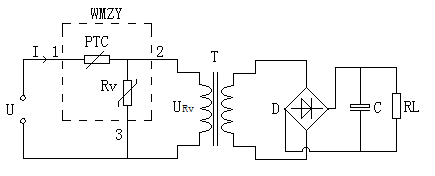 WMZY
I 1 PTC 2 T
Rv
U URv D C RL
3